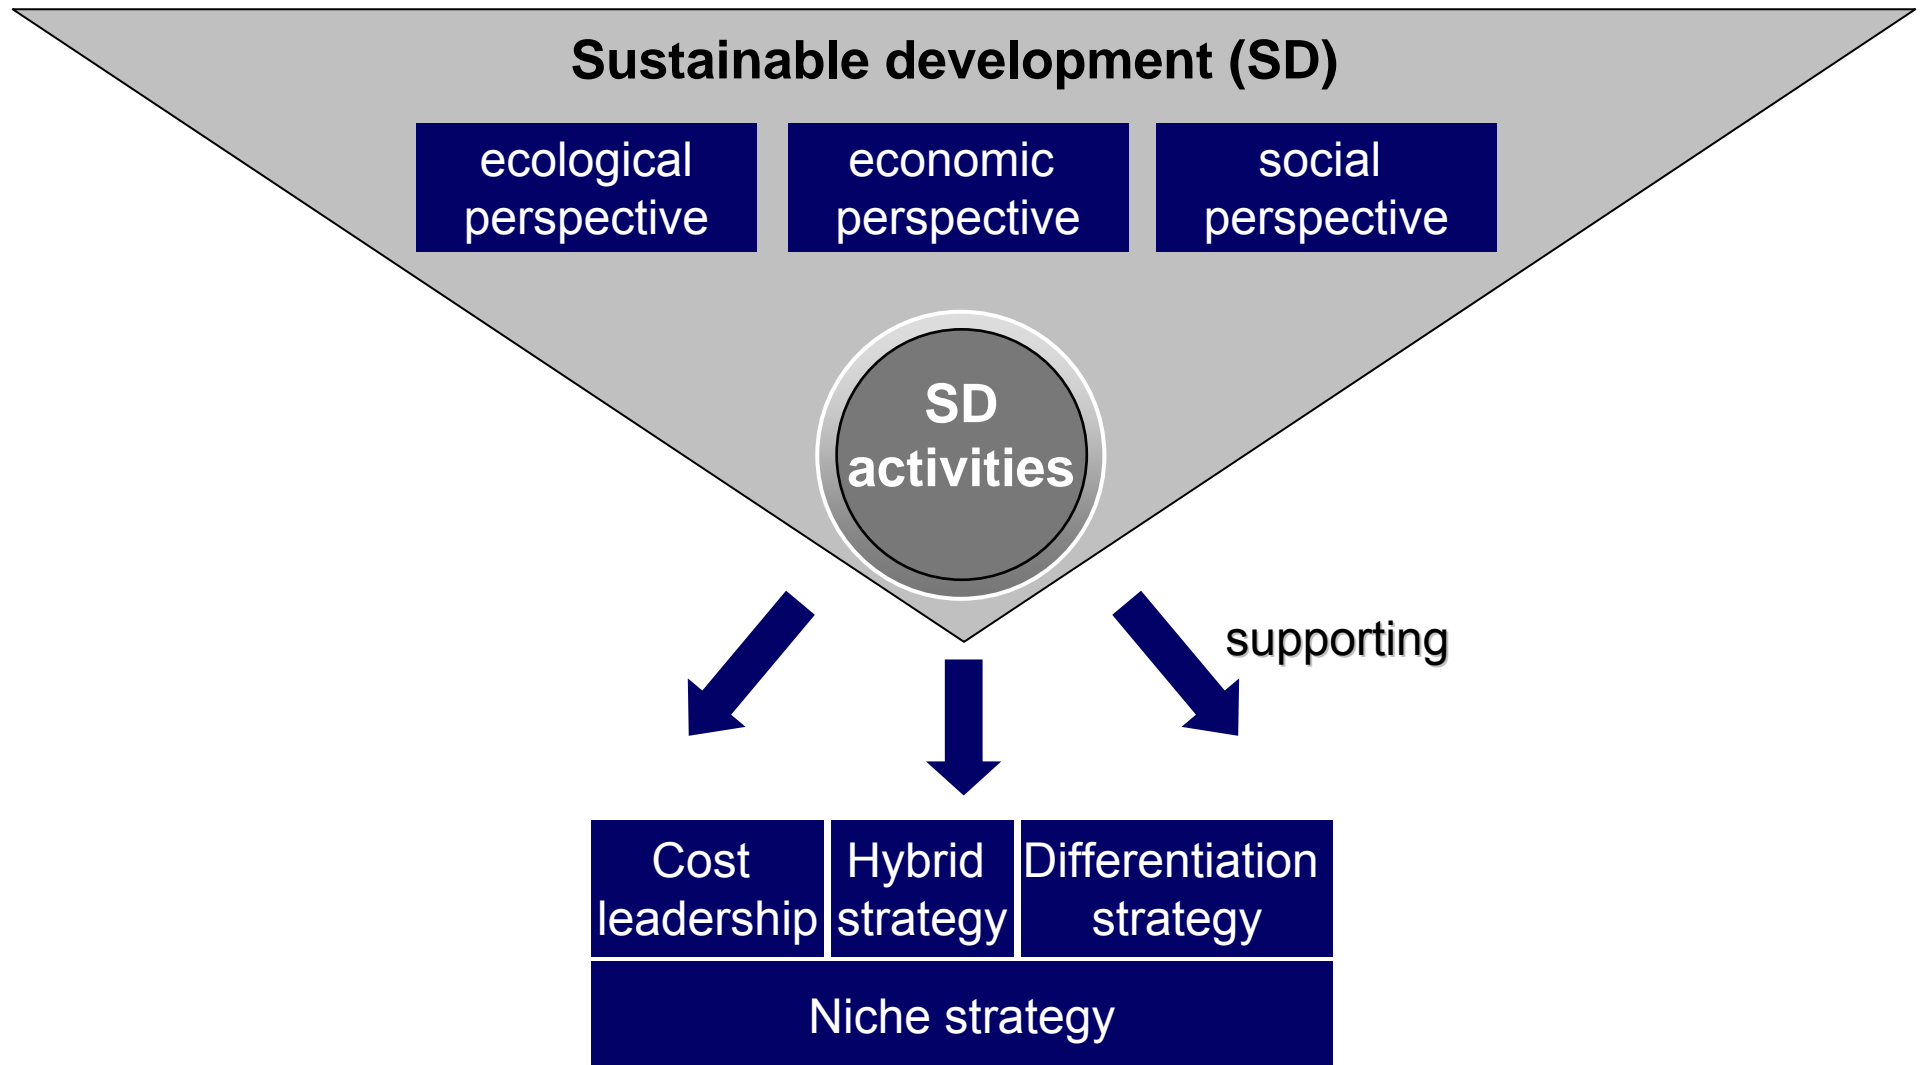 Sustainable development (SD)
ecological
perspective
economic
perspective
social
perspective
SD
activities
supporting
Cost
leadership
Hybrid
strategy
Differentiation
strategy
Niche strategy